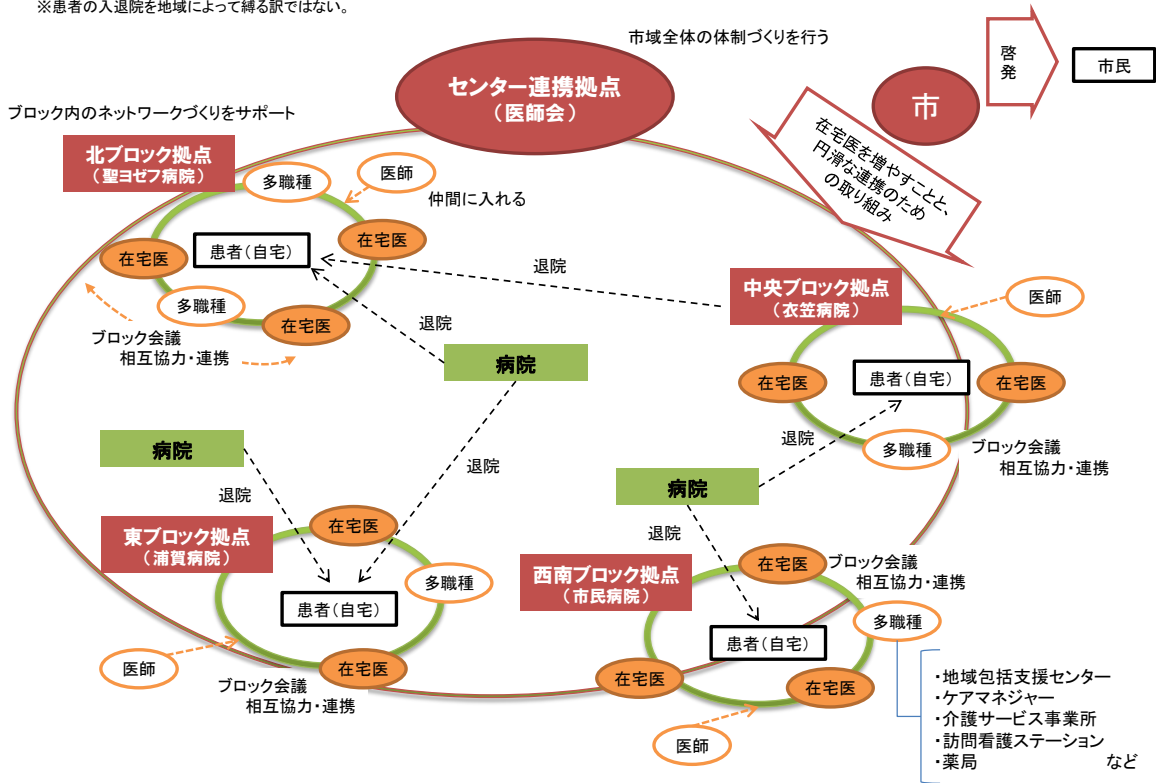 ※患者の入退院を地域によって縛る訳ではない。
市域全体の体制づくりを行う
センター連携拠点
（医師会）
市
啓
発
市民
在宅医を増やすことと、
円滑な連携のため
の取り組み
ブロック内のネットワークづくりをサポート
北ブロック拠点
（聖ヨゼフ病院）
多職種
医師
仲間に入れる
在宅医
患者（自宅）
在宅医
多職種
在宅医
ブロック会議
相互協力・連携
退院
退院
病院
中央ブロック拠点
（衣笠病院）
医師
在宅医
患者（自宅）
在宅医
多職種
ブロック会議
相互協力・連携
退院
病院
退院
退院
病院
退院
東ブロック拠点
（浦賀病院）
在宅医
多職種
患者（自宅）
医師
在宅医
ブロック会議
相互協力・連携
西南ブロック拠点
（市民病院）
在宅医
ブロック会議
相互協力・連携
多職種
患者（自宅）
在宅医
在宅医
医師
・地域包括支援センター
・ケアマネジャー
・介護サービス事業所
・訪問看護ステーション
・薬局 など